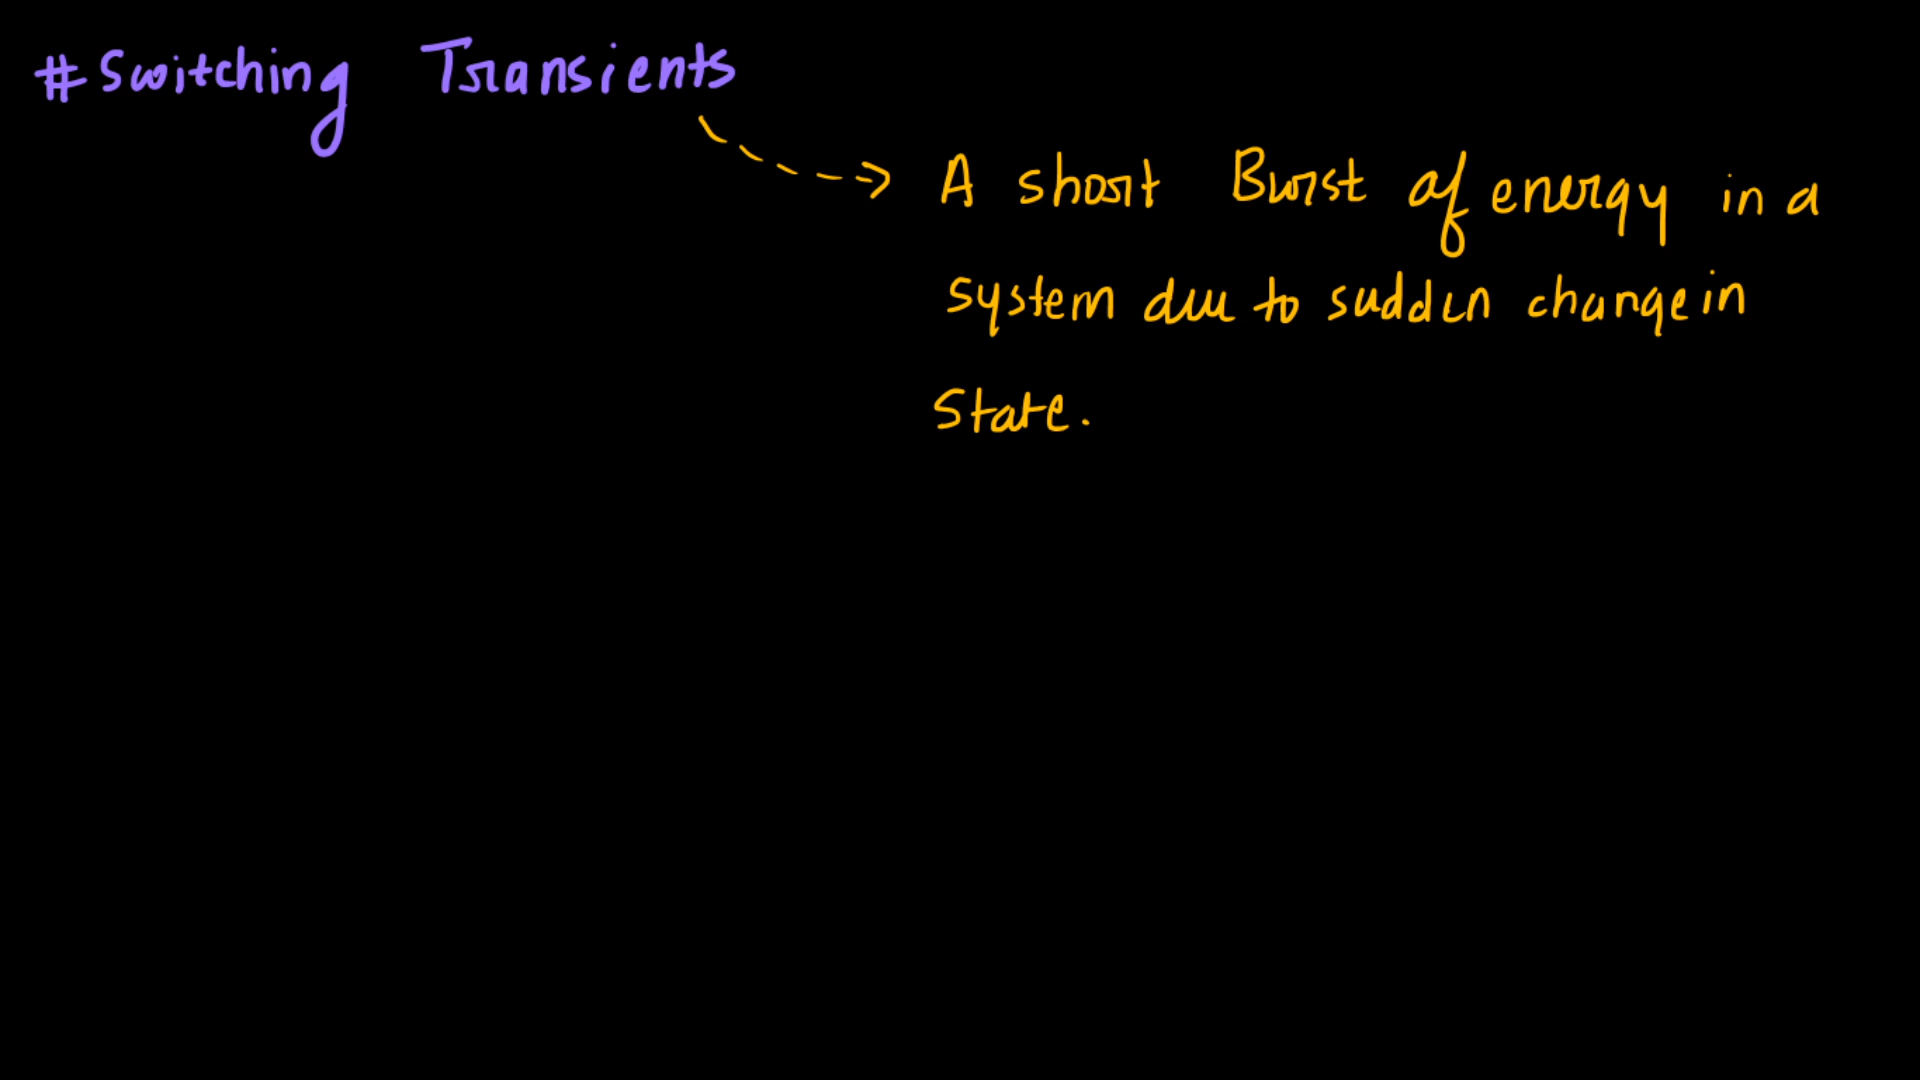 #Switching Transients
A short Burst of energy in a
system due to sudden change in
State.